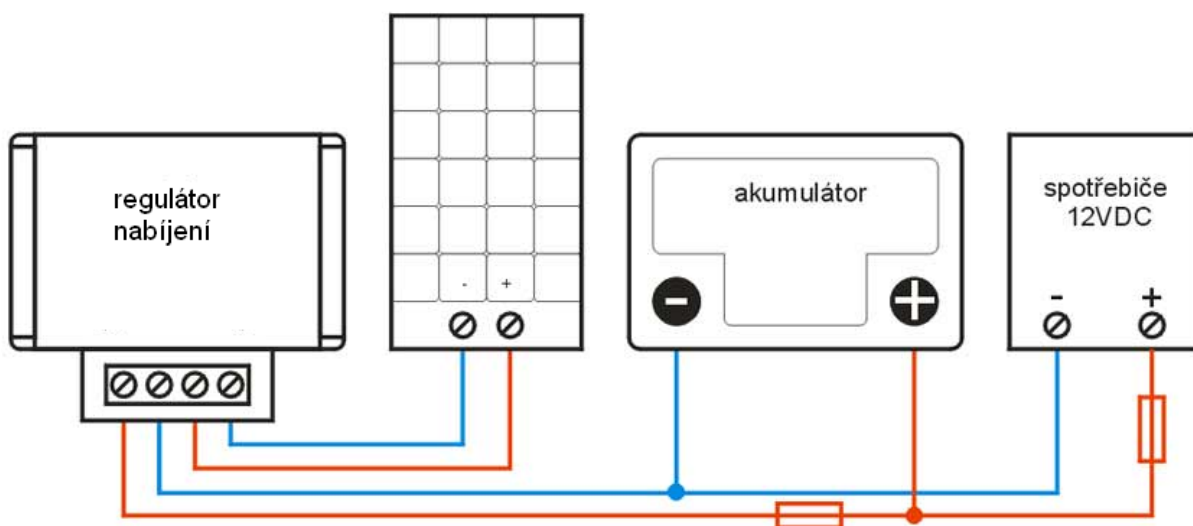 regulátor
nabíjení
- +
akumulátor
- +
spotřebiče
12VDC
- +